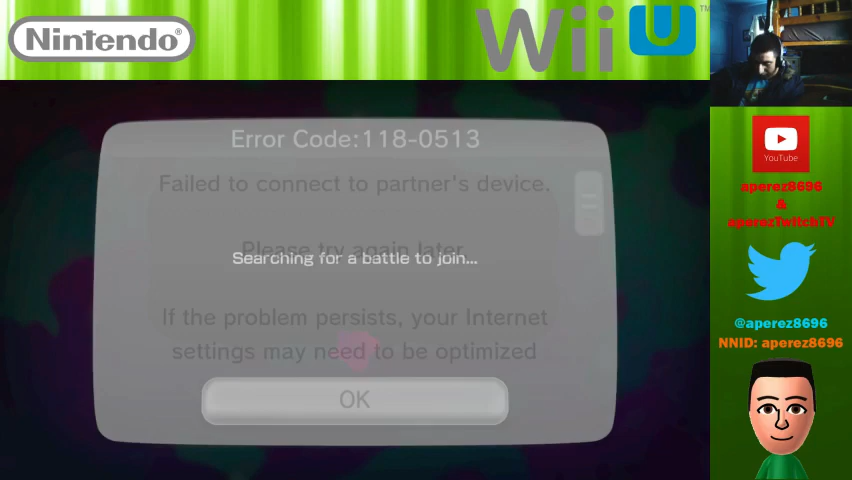 Nintendo®
Wii U™
Error Code:118-0513
Failed to connect to partner's device.
Please try again later.
Searching for a battle to join...
If the problem persists, your Internet
settings may need to be optimized
OK
YouTube
aperez8696
&
aperezTwitchTV
@aperez8696
NNID: aperez8696